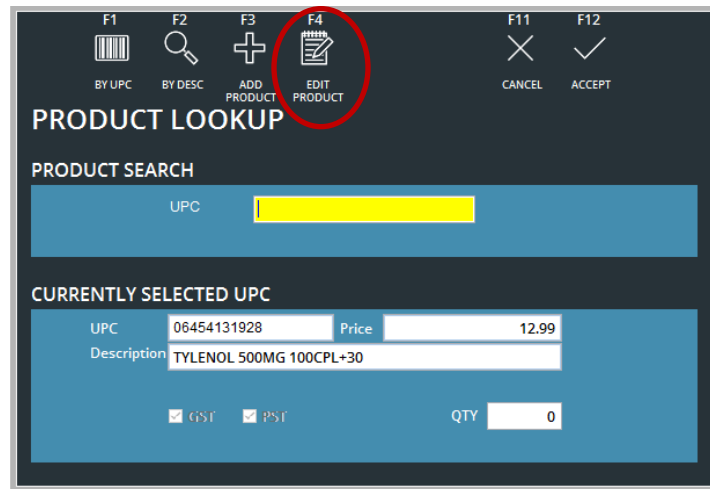 F1 F2 F3 F4 F11 F12
BY UPC BY DESC ADD PRODUCT EDIT PRODUCT CANCEL ACCEPT
PRODUCT LOOKUP
PRODUCT SEARCH
UPC
CURRENTLY SELECTED UPC
UPC 06454131928 Price 12.99
Description TYLENOL 500MG 100CPL+30
GST PST QTY 0